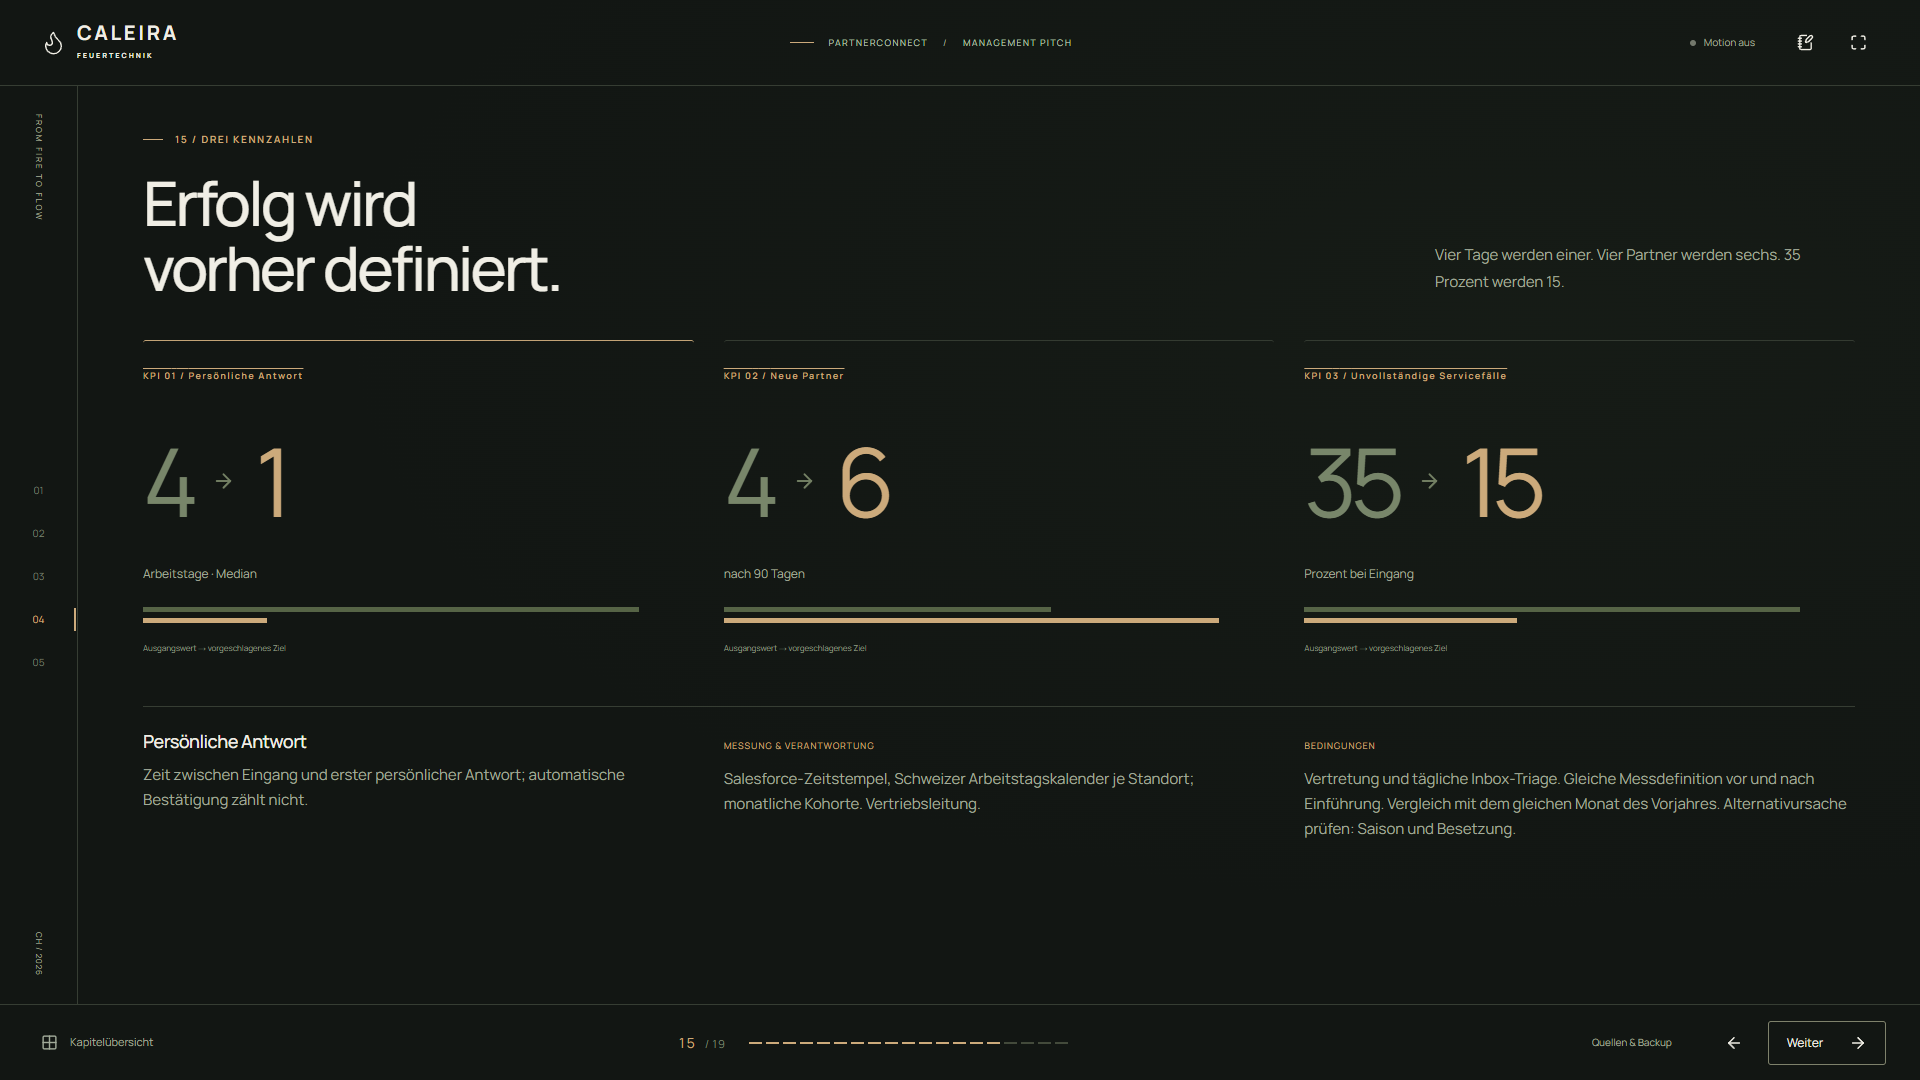 CALEIRA
FEUERTECHNIK
PARTNERCONNECT / MANAGEMENT PITCH
Motion aus
FROM FIRE TO FLOW
15 / DREI KENNZAHLEN
Erfolg wird
vorher definiert.
Vier Tage werden einer. Vier Partner werden sechs. 35
Prozent werden 15.
KPI 01 / Persönliche Antwort
4 → 1
Arbeitstage · Median
Ausgangswert → vorgeschlagenes Ziel
KPI 02 / Neue Partner
4 → 6
nach 90 Tagen
Ausgangswert → vorgeschlagenes Ziel
KPI 03 / Unvollständige Servicefälle
35 → 15
Prozent bei Eingang
Ausgangswert → vorgeschlagenes Ziel
01
02
03
04
05
Persönliche Antwort
Zeit zwischen Eingang und erster persönlicher Antwort; automatische
Bestätigung zählt nicht.
MESSUNG & VERANTWORTUNG
Salesforce-Zeitstempel, Schweizer Arbeitstagskalender je Standort;
monatliche Kohorte. Vertriebsleitung.
BEDINGUNGEN
Vertretung und tägliche Inbox-Triage. Gleiche Messdefinition vor und nach
Einführung. Vergleich mit dem gleichen Monat des Vorjahres. Alternativursache
prüfen: Saison und Besetzung.
CH / 2026
Kapitelübersicht
15 / 19
Quellen & Backup
Weiter